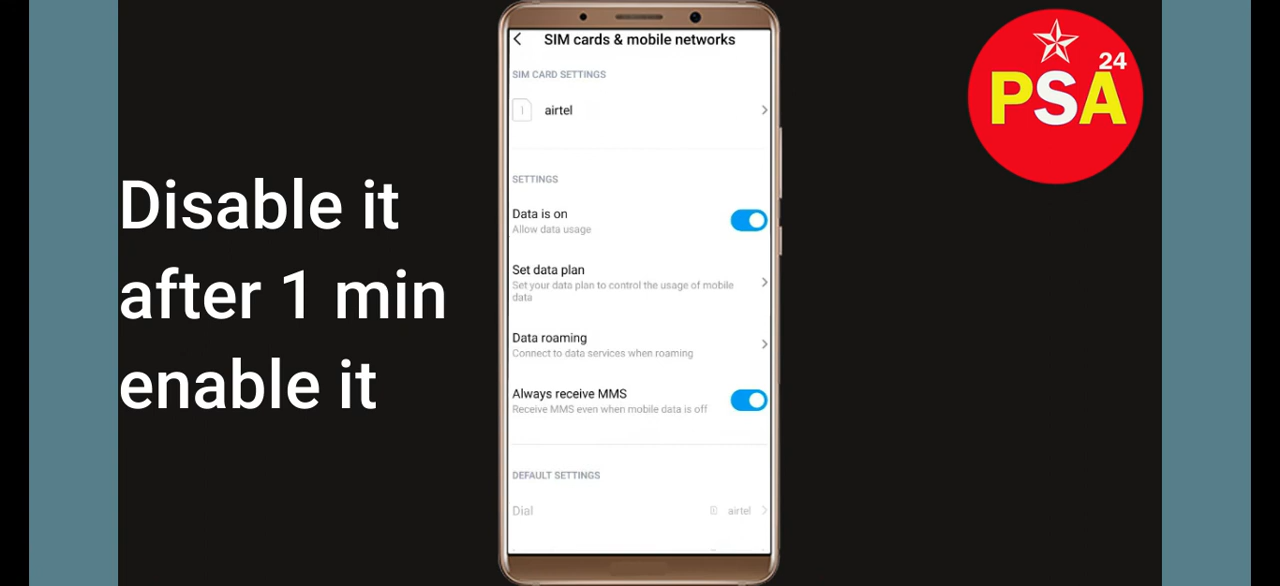 Disable it
after 1 min
enable it
SIM cards & mobile networks
SIM CARD SETTINGS
1
airtel
SETTINGS
Data is on
Allow data usage
Set data plan
Set your data plan to control the usage of mobile
data
Data roaming
Connect to data services when roaming
Always receive MMS
Receive MMS even when mobile data is off
DEFAULT SETTINGS
Dial airtel
24
PSA